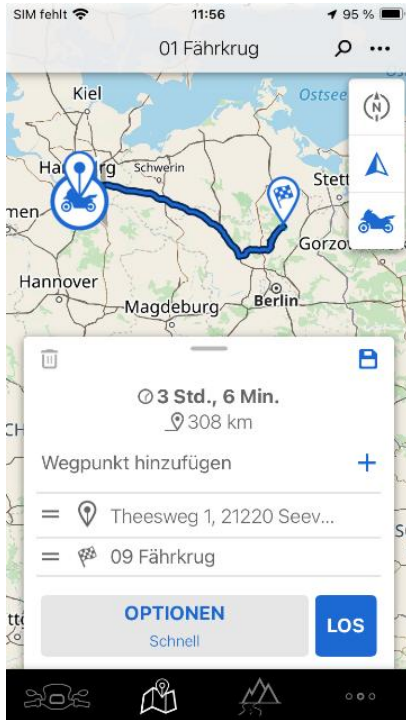 SIM fehlt
11:56
95 %
01 Fährkrug
Kiel
Ostsee
N
Schwerin
Stett
men
Gorzo
Hannover
Magdeburg
Berlin
3 Std., 6 Min.
308 km
Wegpunkt hinzufügen
Theesweg 1, 21220 Seev...
09 Fährkrug
OPTIONEN
Schnell
LOS